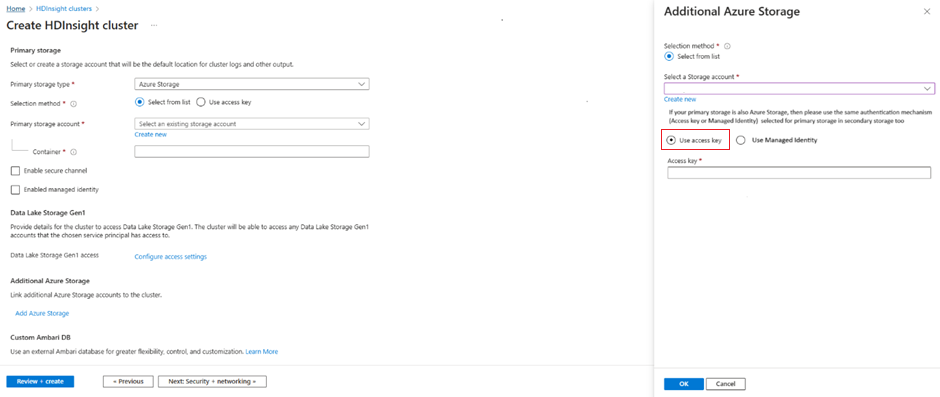 Home > HDInsight clusters >
Create HDInsight cluster ...
Primary storage
Select or create a storage account that will be the default location for cluster logs and other output.
Primary storage type *
Azure Storage
Selection method *
Select from list
Use access key
Primary storage account *
Select an existing storage account
Create new
Container *
Enable secure channel
Enabled managed identity
Data Lake Storage Gen1
Provide details for the cluster to access Data Lake Storage Gen1. The cluster will be able to access any Data Lake Storage Gen1
accounts that the chosen service principal has access to.
Data Lake Storage Gen1 access
Configure access settings
Additional Azure Storage
Link additional Azure Storage accounts to the cluster.
Add Azure Storage
Custom Ambari DB
Use an external Ambari database for greater flexibility, control, and customization. Learn More
Review + create
« Previous
Next: Security + networking »
Additional Azure Storage
Selection method *
Select from list
Select a Storage account *
Create new
If your primary storage is also Azure Storage, then please use the same authentication mechanism
(Access key or Managed Identity) selected for primary storage in secondary storage too
Use access key
Use Managed Identity
Access key *
OK
Cancel